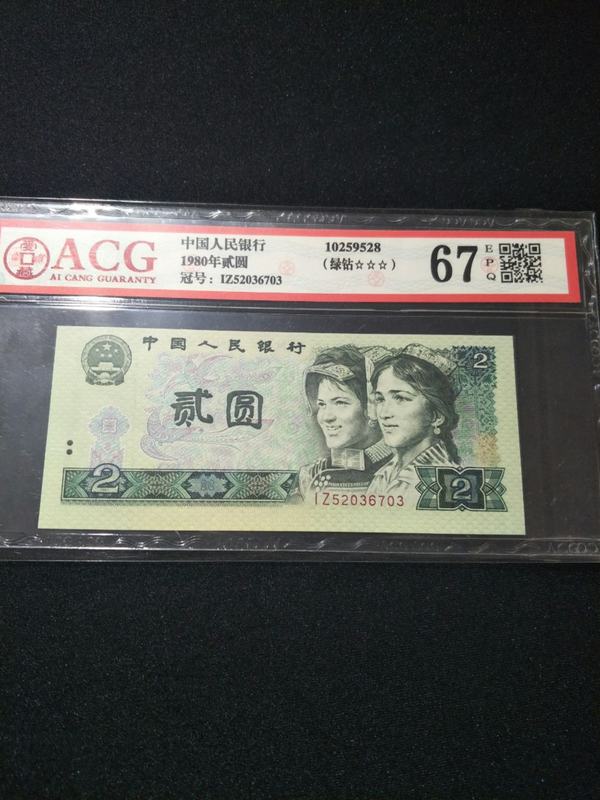 ACG
AI CANG GUARANTY
中国人民银行
1980年贰圆
冠号：IZ52036703
10259528
（绿钻☆☆☆）
67
EPQ
中国人民银行
2
贰圆
2
IZ52036703
2